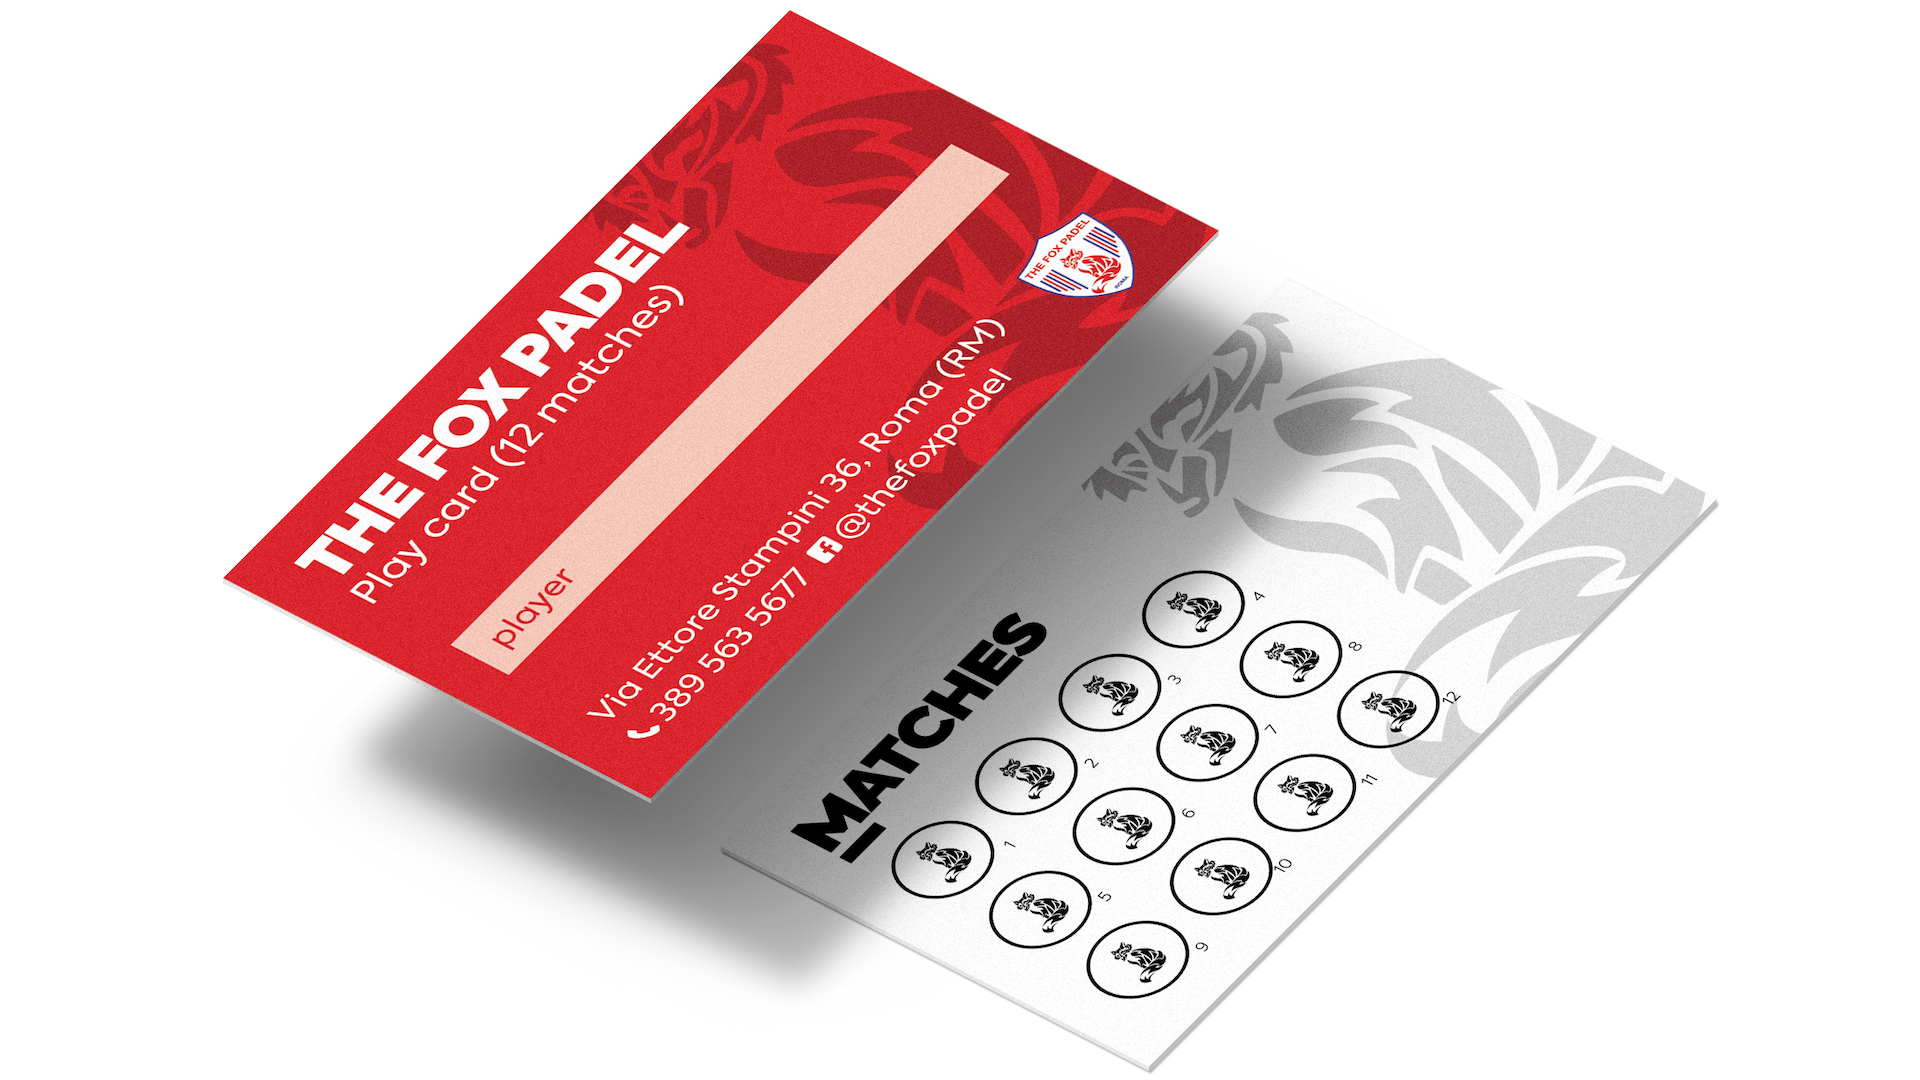 THE FOX PADEL
Play card (12 matches)
player
THE FOX PADEL
ROMA
Via Ettore Stampini 36, Roma (RM)
389 563 5677 @thefoxpadel
MATCHES
1 2 3 4
5 6 7 8
9 10 11 12